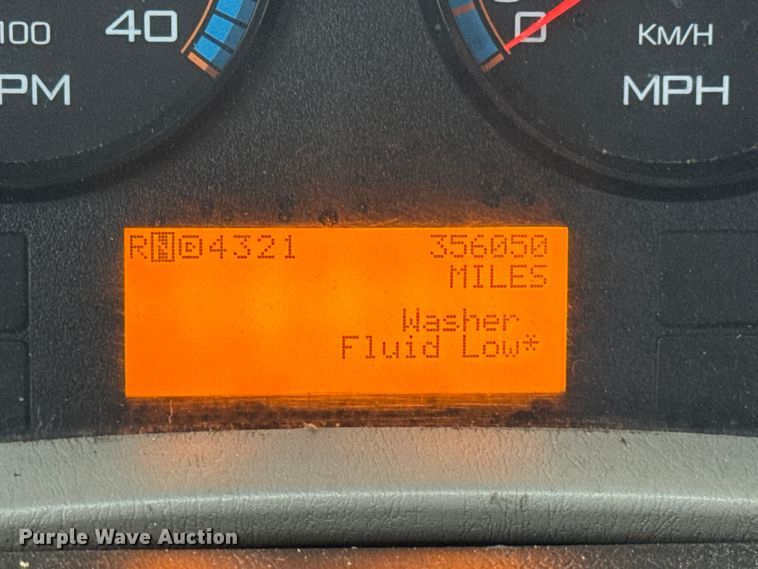 100
40
PM
0
KM/H
MPH
RND4321 356050
MILES
Washer
Fluid Low*
Purple Wave Auction